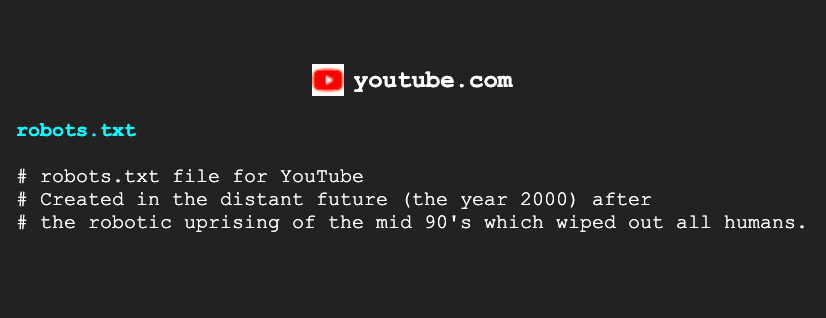 youtube.com
robots.txt
# robots.txt file for YouTube
# Created in the distant future (the year 2000) after
# the robotic uprising of the mid 90's which wiped out all humans.